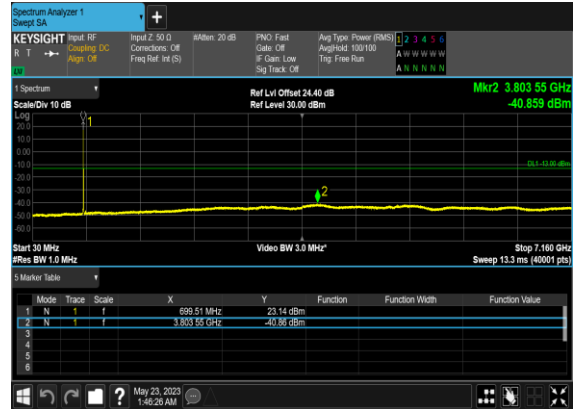 Spectrum Analyzer 1
Swept SA
+
KEYSIGHT Input: RF Input Z: 50 Ω #Atten: 20 dB PNO: Fast Avg Type: Power (RMS) 1 2 3 4 5 6
R T Coupling: DC Corrections: Off Gate: Off Avg|Hold: 100/100 A W W W W W
Align: Off Freq Ref: Int (S) IF Gain: Low Trig: Free Run
Sig Track: Off A N N N N N
LXI
1 Spectrum Ref Lvl Offset 24.40 dB Mkr2 3.803 55 GHz
Scale/Div 10 dB Ref Level 30.00 dBm -40.859 dBm
Log
1
20.0
10.0
0.00
-10.0
DL1 -13.00 dBm
-20.0
-30.0
2
-40.0
-50.0
-60.0
Start 30 MHz Video BW 3.0 MHz* Stop 7.160 GHz
#Res BW 1.0 MHz Sweep 13.3 ms (40001 pts)
5 Marker Table
Mode Trace Scale X Y Function Function Width Function Value
1 N 1 f 699.51 MHz 23.14 dBm
2 N 1 f 3.803 55 GHz -40.86 dBm
3
4
5
6
? May 23, 2023
1:46:26 AM